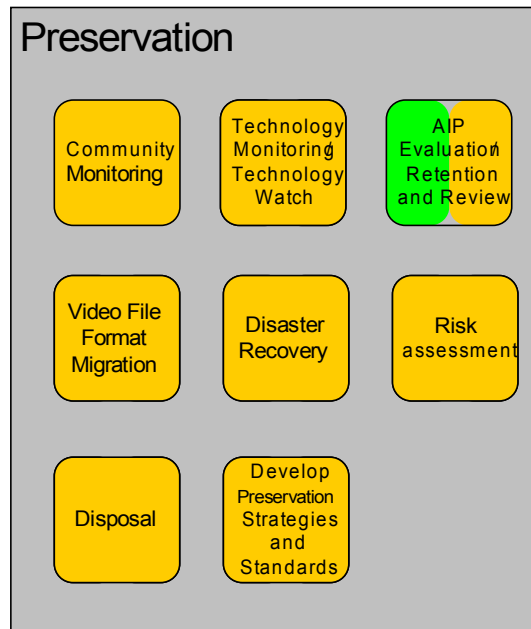 Preservation
Community
Monitoring
Technology
Monitoring/
Technology
Watch
AIP
Evaluation/
Retention
and Review
Video File
Format
Migration
Disaster
Recovery
Risk
assessment
Disposal
Develop
Preservation
Strategies
and
Standards